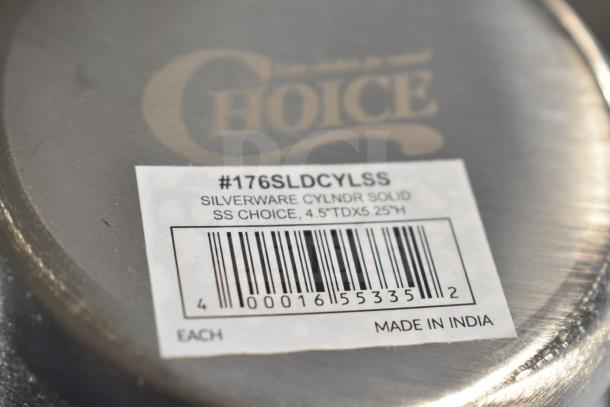 CHOICE
#176SLDCYLSS
SILVERWARE CYLNDR SOLID
SS CHOICE, 4.5"TDX5.25"H
4 00016 55335 2
EACH
MADE IN INDIA